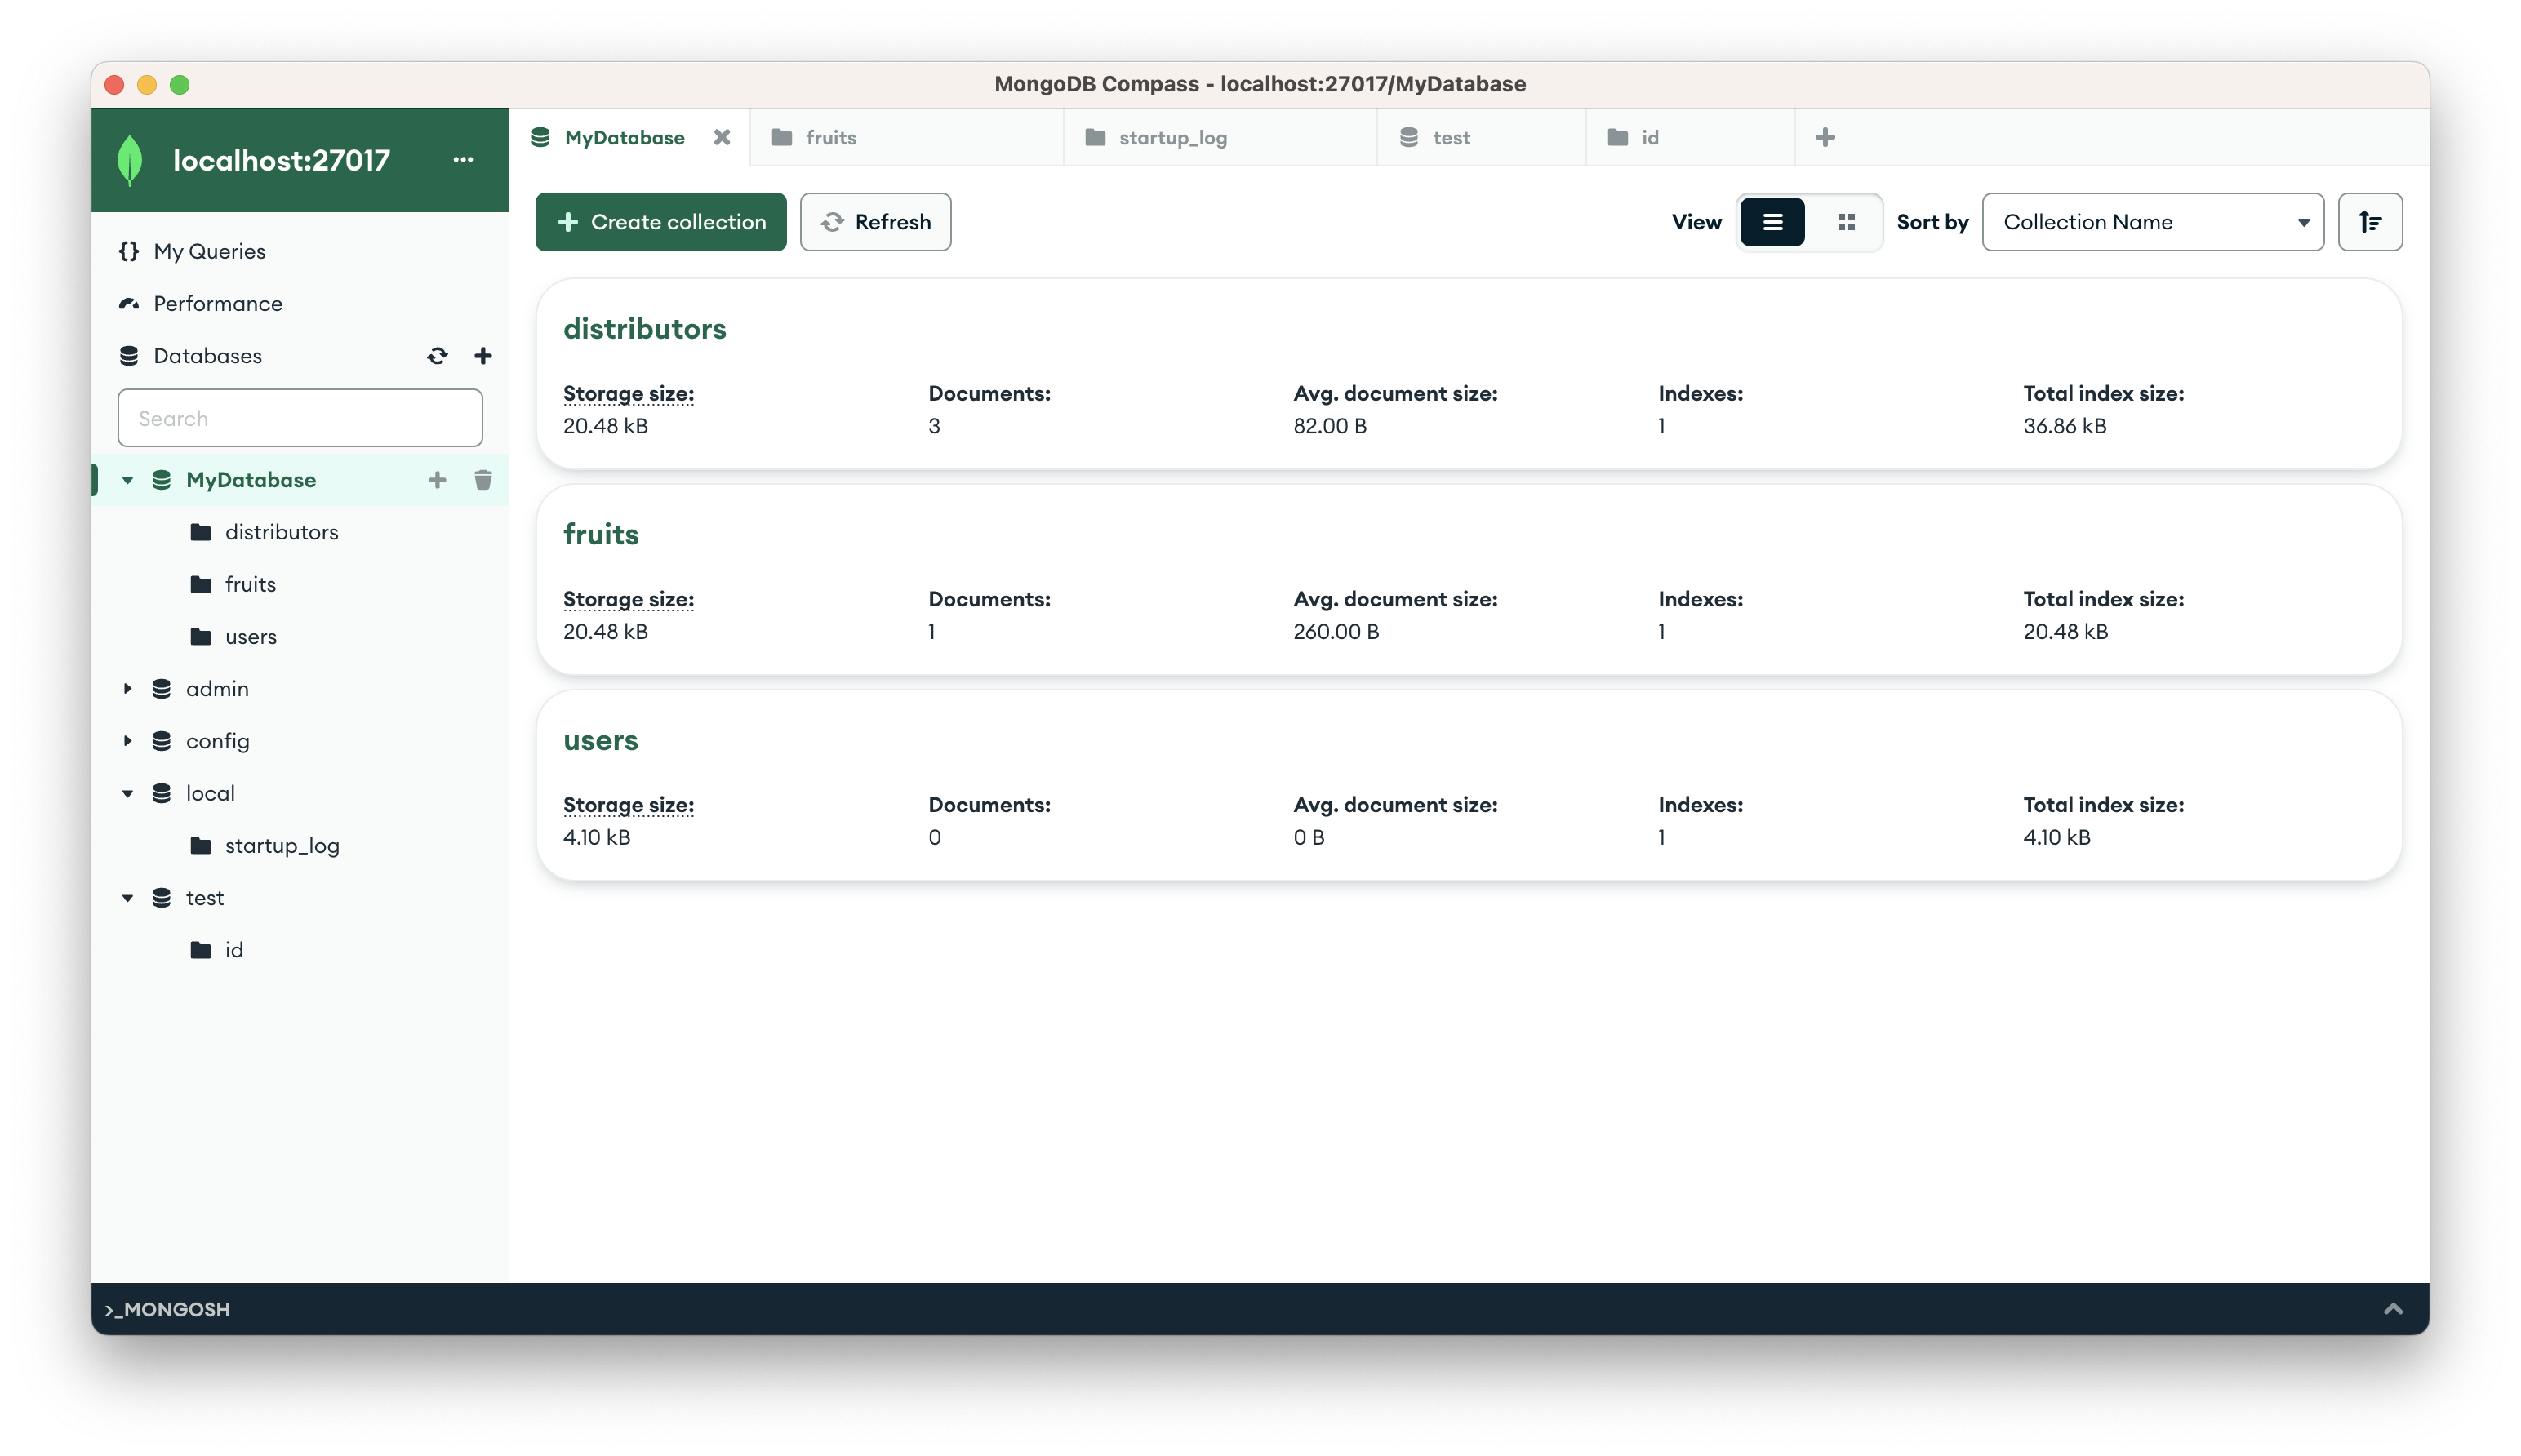 MongoDB Compass - localhost:27017/MyDatabase
localhost:27017
My Queries
Performance
Databases
Search
MyDatabase
distributors
fruits
users
admin
config
local
startup_log
test
id
MyDatabase
fruits
startup_log
test
id
Create collection
Refresh
View
Sort by
Collection Name
distributors
Storage size: Documents: Avg. document size: Indexes: Total index size:
20.48 kB 3 82.00 B 1 36.86 kB
fruits
Storage size: Documents: Avg. document size: Indexes: Total index size:
20.48 kB 1 260.00 B 1 20.48 kB
users
Storage size: Documents: Avg. document size: Indexes: Total index size:
4.10 kB 0 0 B 1 4.10 kB
>_MONGOSH